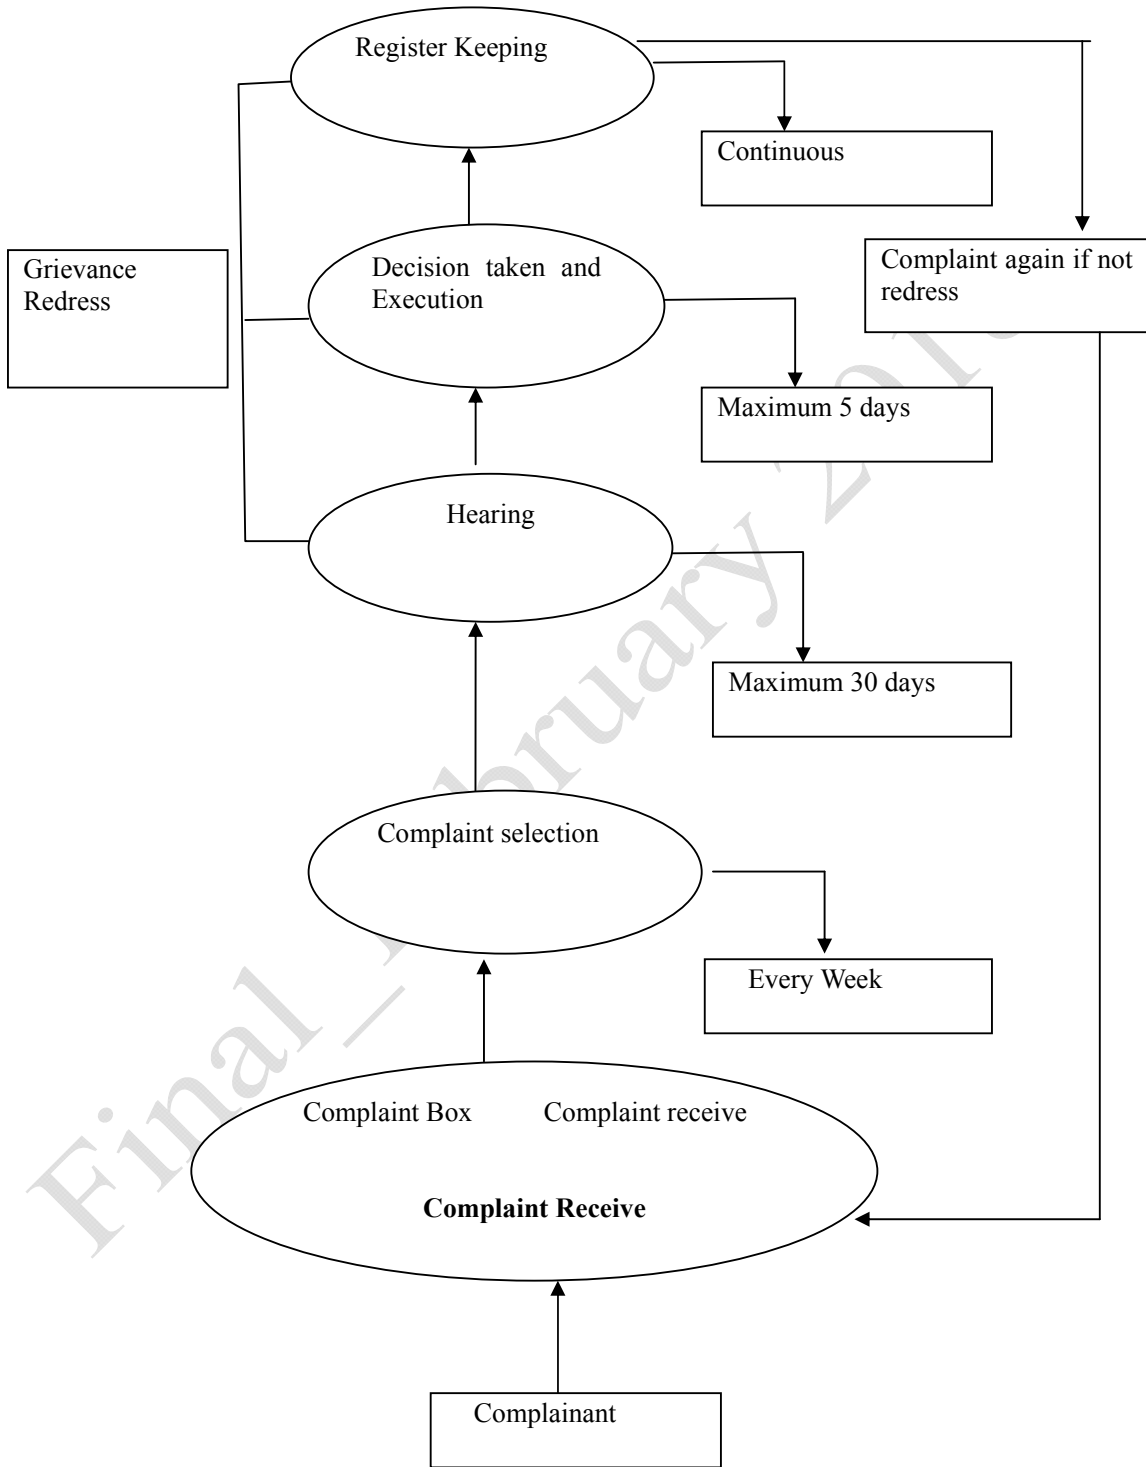 Register Keeping
Continuous
Grievance
Redress
Decision taken and
Execution
Complaint again if not
redress
Maximum 5 days
Hearing
Maximum 30 days
Complaint selection
Every Week
Complaint Box Complaint receive
Complaint Receive
Complainant